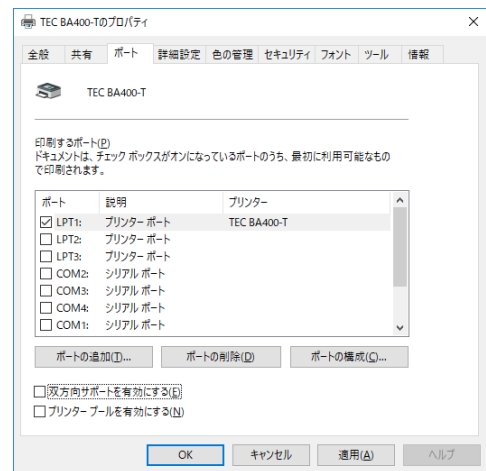 TEC BA400-Tのプロパティ
全般 共有 ポート 詳細設定 色の管理 セキュリティ フォント ツール 情報
TEC BA400-T
印刷するポート(P)
ドキュメントは、チェック ボックスがオンになっているポートのうち、最初に利用可能なもの
で印刷されます。
ポート 説明 プリンター
LPT1: プリンター ポート TEC BA400-T
LPT2: プリンター ポート
LPT3: プリンター ポート
COM2: シリアル ポート
COM3: シリアル ポート
COM4: シリアル ポート
COM1: シリアル ポート
ポートの追加(T)... ポートの削除(D) ポートの構成(C)...
双方向サポートを有効にする(E)
プリンター プールを有効にする(N)
OK キャンセル 適用(A) ヘルプ